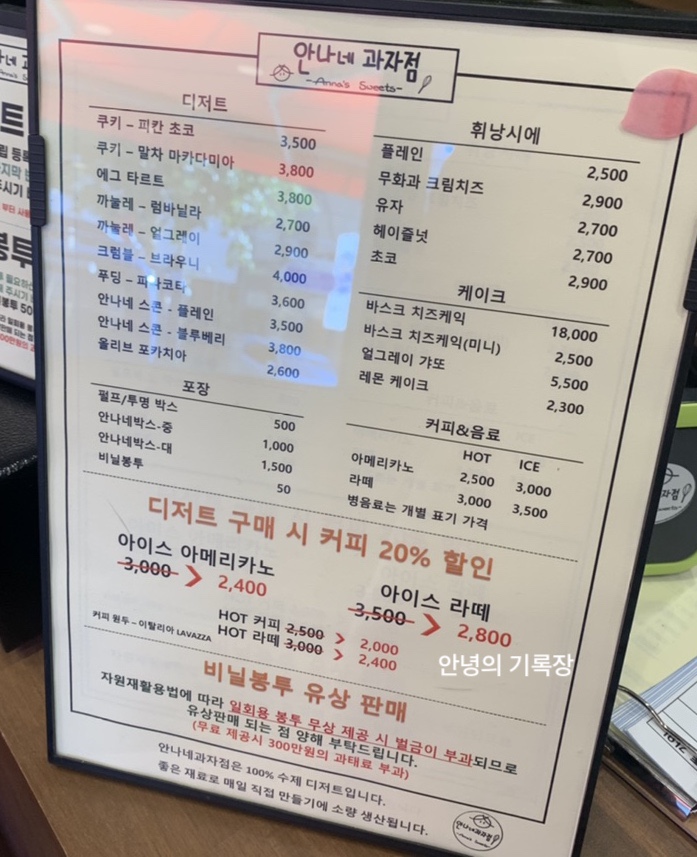 안나네 과자점
Anna's Sweets
디저트
쿠키 – 피칸 초코 3,500
쿠키 – 말차 마카다미아 3,800
에그 타르트 3,800
까눌레 – 럼바닐라 2,700
까눌레 – 얼그레이 2,900
크럼블 – 브라우니 4,000
푸딩 – 파나코타 3,600
안나네 스콘 - 플레인 3,500
안나네 스콘 - 블루베리 3,800
올리브 포카치아 2,600
포장
펄프/투명 박스 500
안나네박스-중 1,000
안나네박스-대 1,500
비닐봉투 50
휘낭시에
플레인 2,500
무화과 크림치즈 2,900
유자 2,700
헤이즐넛 2,700
초코 2,900
케이크
바스크 치즈케익 18,000
바스크 치즈케익(미니) 2,500
얼그레이 갸또 5,500
레몬 케이크 2,300
커피&음료
HOT ICE
아메리카노 2,500 3,000
라떼 3,000 3,500
병음료는 개별 표기 가격
디저트 구매 시 커피 20% 할인
아이스 아메리카노
3,000 > 2,400
아이스 라떼
3,500 > 2,800
커피 원두 – 이탈리아 LAVAZZA
HOT 커피 2,500 > 2,000
HOT 라떼 3,000 > 2,400
안녕의 기록장
비닐봉투 유상 판매
자원재활용법에 따라 일회용 봉투 무상 제공 시 벌금이 부과되므로
유상판매 되는 점 양해 부탁드립니다.
(무료 제공시 300만원의 과태료 부과)
안나네과자점은 100% 수제 디저트입니다.
좋은 재료로 매일 직접 만들기에 소량 생산됩니다.
안나네과자점